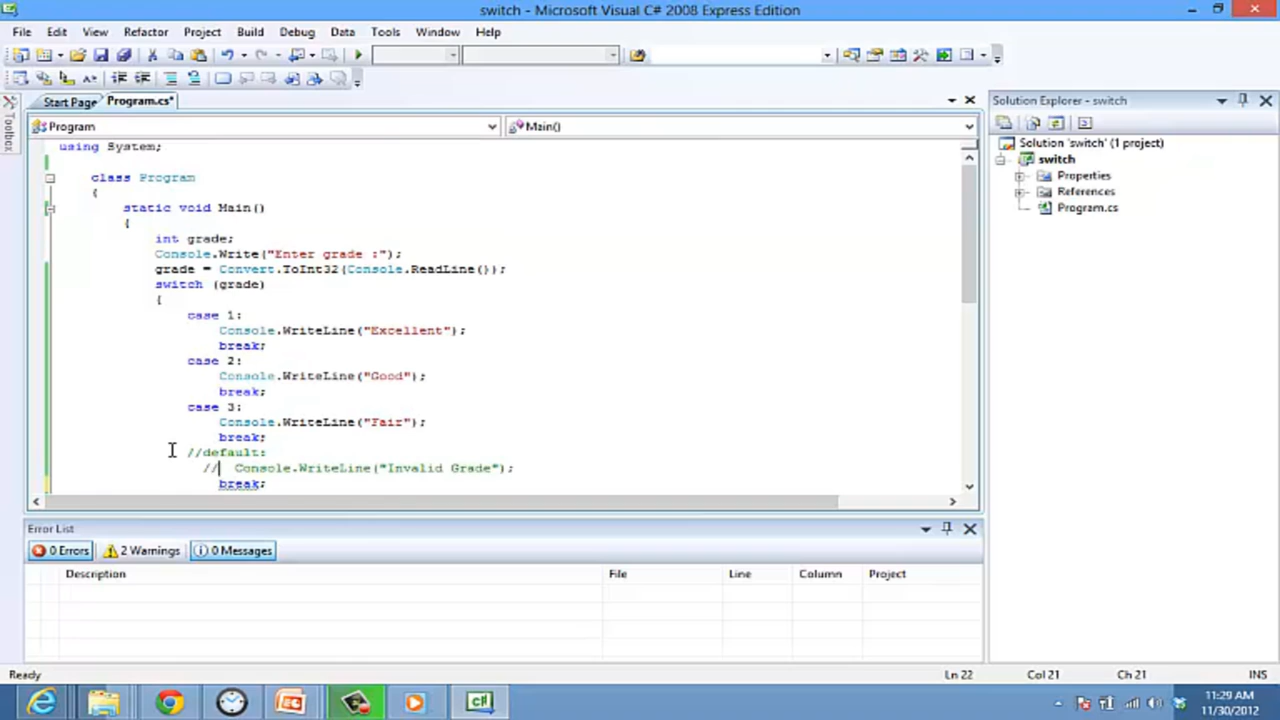 switch - Microsoft Visual C# 2008 Express Edition
File Edit View Refactor Project Build Debug Data Tools Window Help
Start Page Program.cs*
Solution Explorer - switch
Toolbox
Program Main()
Solution 'switch' (1 project)
switch
Properties
References
Program.cs
using System;
class Program
{
static void Main()
{
int grade;
Console.Write("Enter grade :");
grade = Convert.ToInt32(Console.ReadLine());
switch (grade)
{
case 1:
Console.WriteLine("Excellent");
break;
case 2:
Console.WriteLine("Good");
break;
case 3:
Console.WriteLine("Fair");
break;
//default:
// Console.WriteLine("Invalid Grade");
break;
Error List
0 Errors 2 Warnings 0 Messages
Description File Line Column Project
Ready Ln 22 Col 21 Ch 21 INS
C#
11:29 AM
11/30/2012